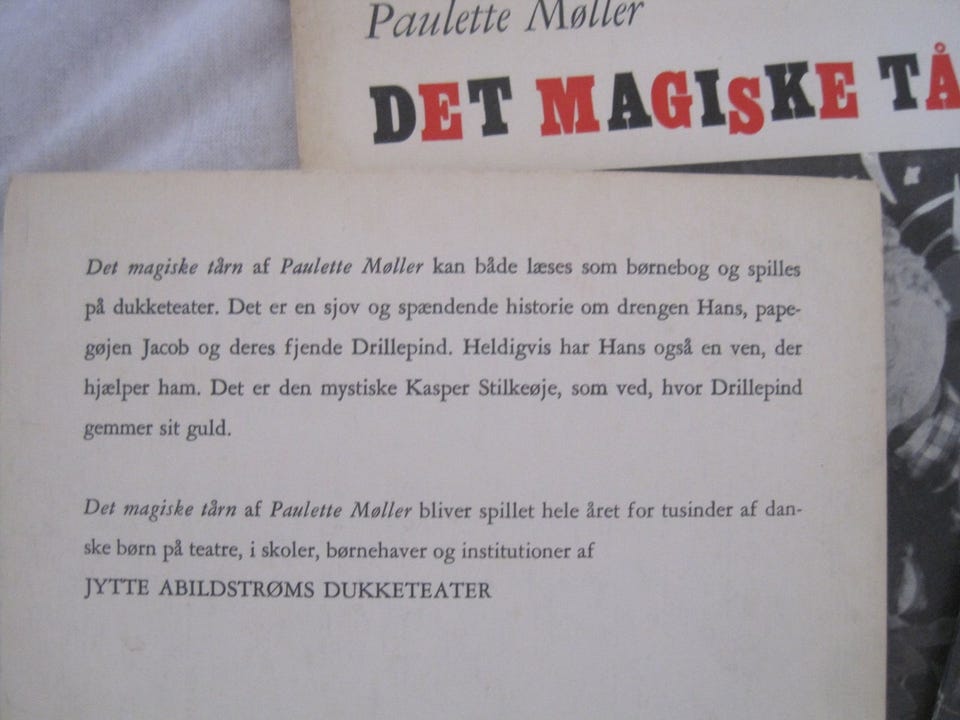 Paulette Møller
DET MAGISKE TÅ
Det magiske tårn af Paulette Møller kan både læses som børnebog og spilles
på dukketeater. Det er en sjov og spændende historie om drengen Hans, pape-
gøjen Jacob og deres fjende Drillepind. Heldigvis har Hans også en ven, der
hjælper ham. Det er den mystiske Kasper Stilkeøje, som ved, hvor Drillepind
gemmer sit guld.
Det magiske tårn af Paulette Møller bliver spillet hele året for tusinder af dan-
ske børn på teatre, i skoler, børnehaver og institutioner af
JYTTE ABILDSTRØMS DUKKETEATER